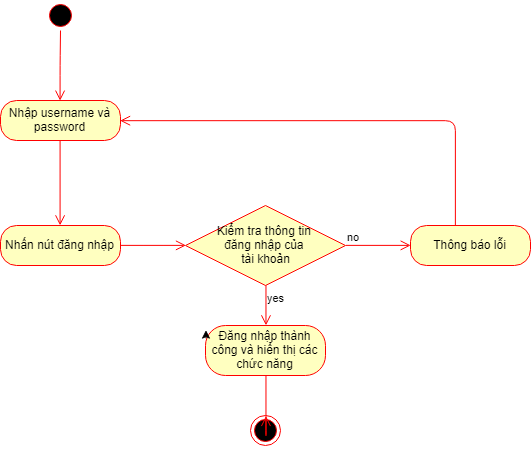 Nhập username và
password
Nhấn nút đăng nhập
Kiểm tra thông tin
đăng nhập của
tài khoản
no
Thông báo lỗi
yes
Đăng nhập thành
công và hiển thị các
chức năng